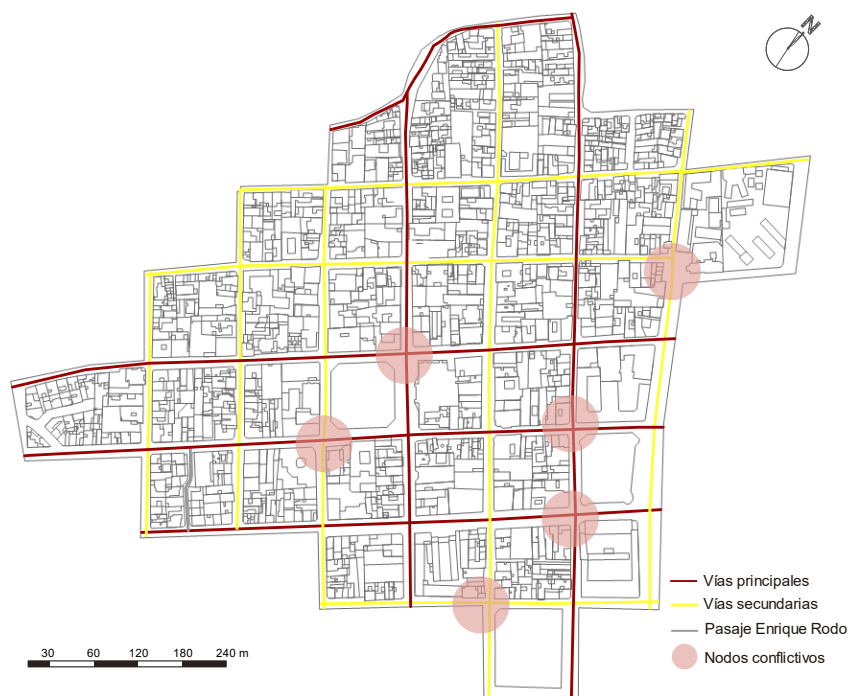 N
Vías principales
Vías secundarias
Pasaje Enrique Rodo
Nodos conflictivos
30 60 120 180 240 m